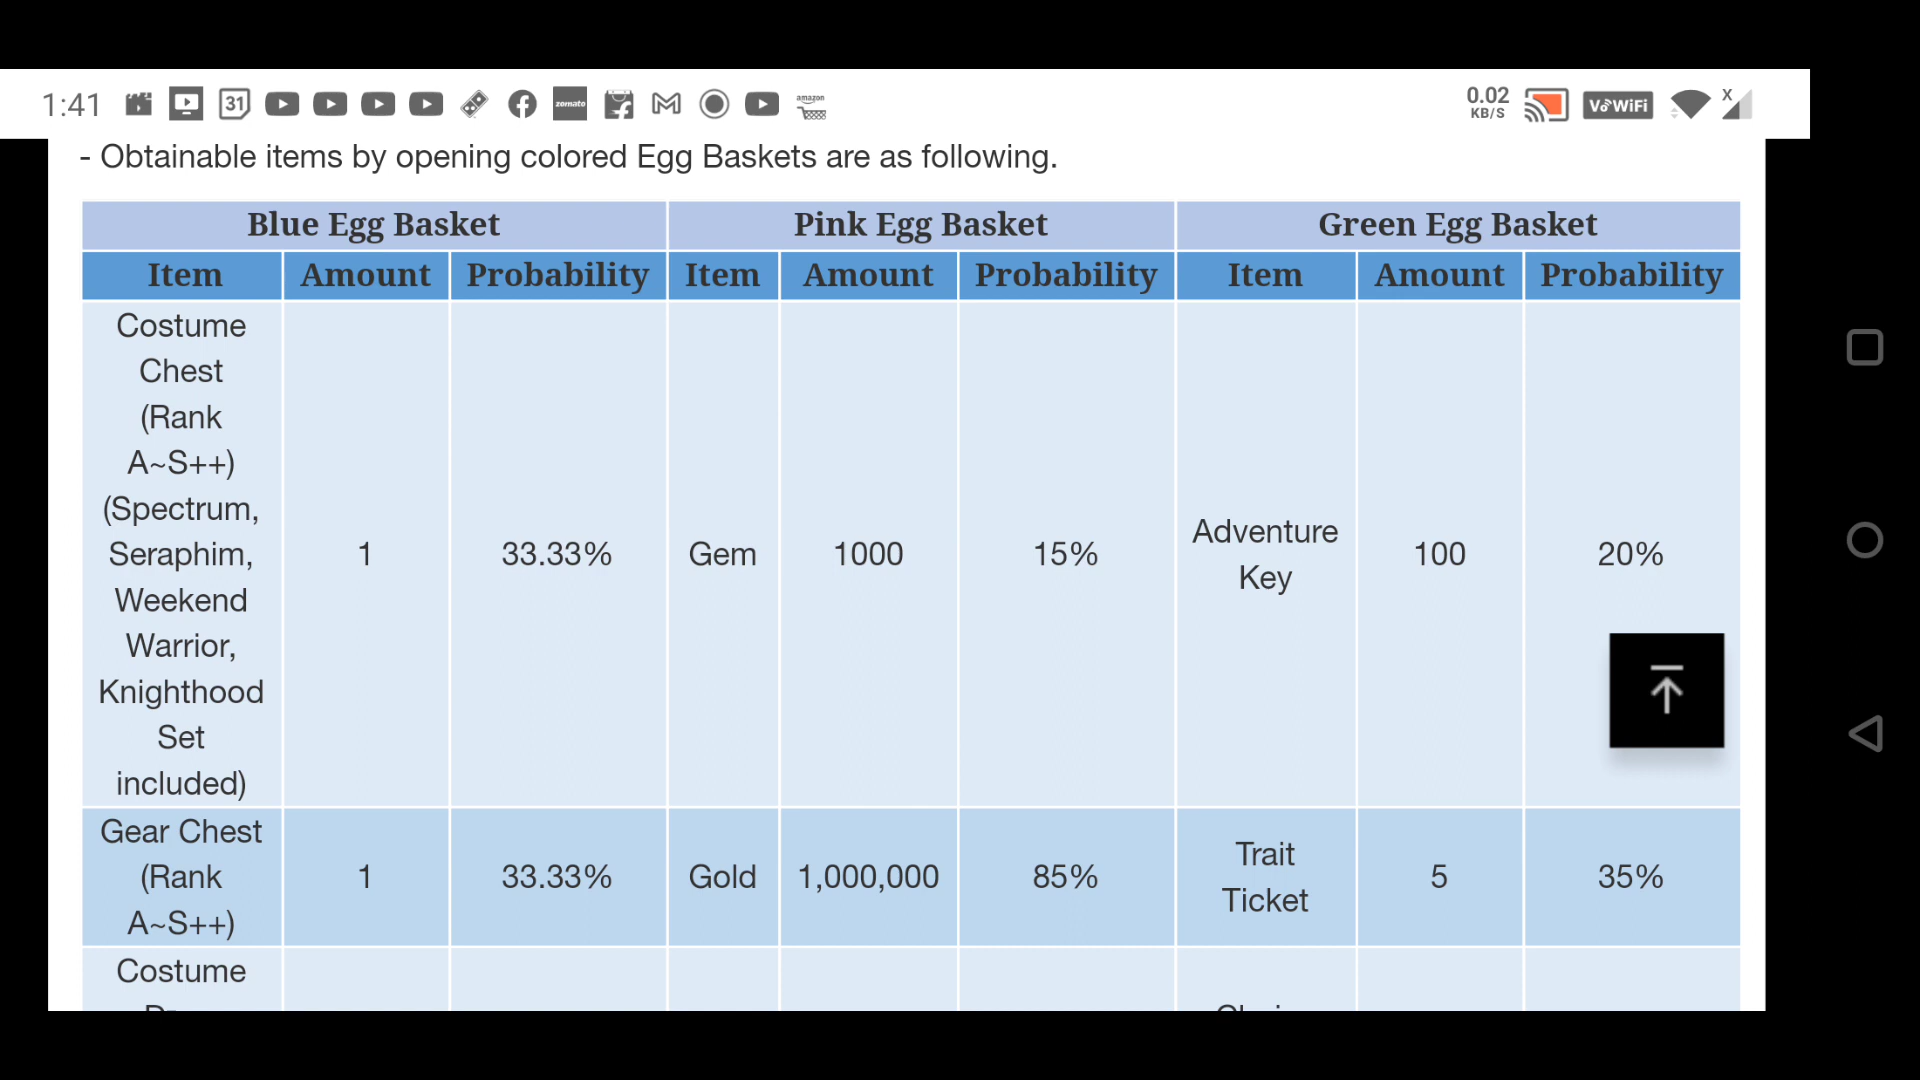 1:41 31 zomato amazon 0.02 KB/S VoWiFi X
- Obtainable items by opening colored Egg Baskets are as following.
Blue Egg Basket Pink Egg Basket Green Egg Basket
Item Amount Probability Item Amount Probability Item Amount Probability
Costume
Chest
(Rank
A~S++)
(Spectrum,
Seraphim,
Weekend
Warrior,
Knighthood
Set
included)
1
33.33%
Gem
1000
15%
Adventure
Key
100
20%
Gear Chest
(Rank
A~S++)
1
33.33%
Gold
1,000,000
85%
Trait
Ticket
5
35%
Costume